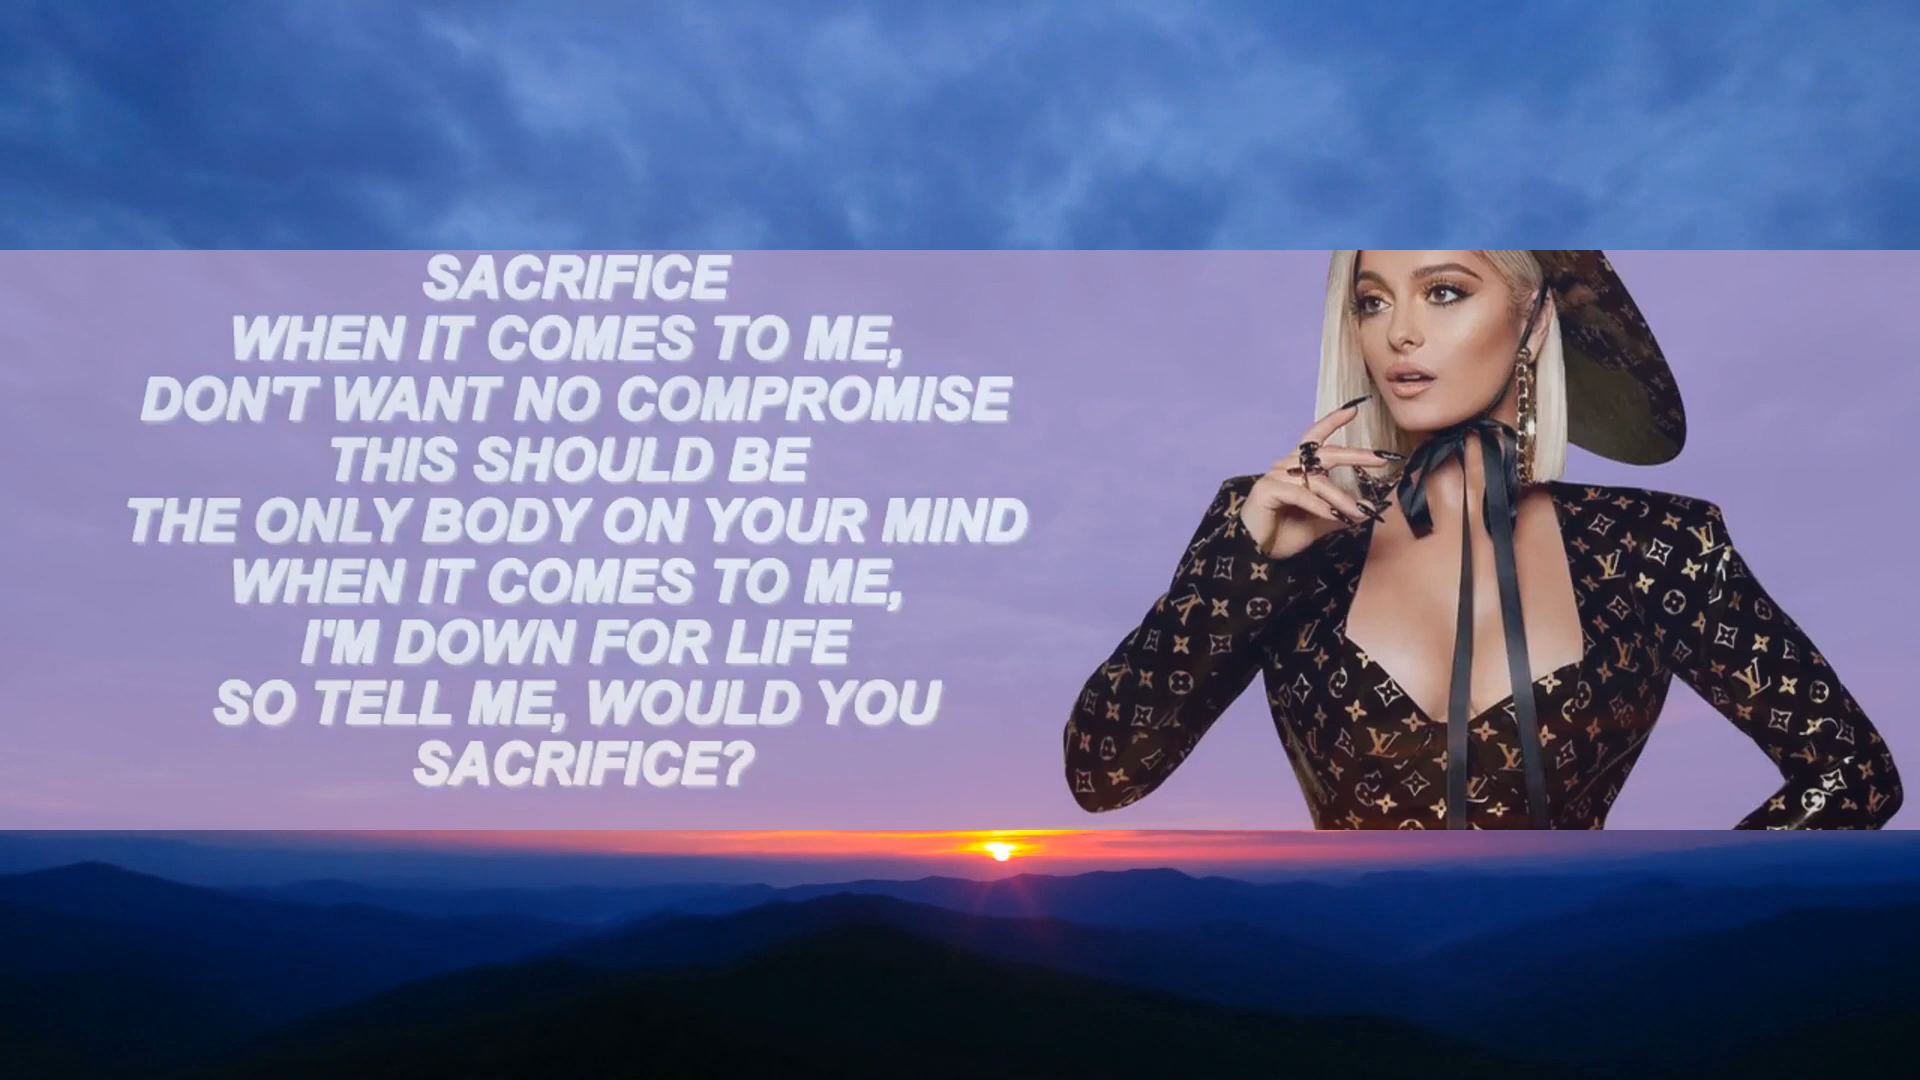 SACRIFICE
WHEN IT COMES TO ME,
DON'T WANT NO COMPROMISE
THIS SHOULD BE
THE ONLY BODY ON YOUR MIND
WHEN IT COMES TO ME,
I'M DOWN FOR LIFE
SO TELL ME, WOULD YOU
SACRIFICE?